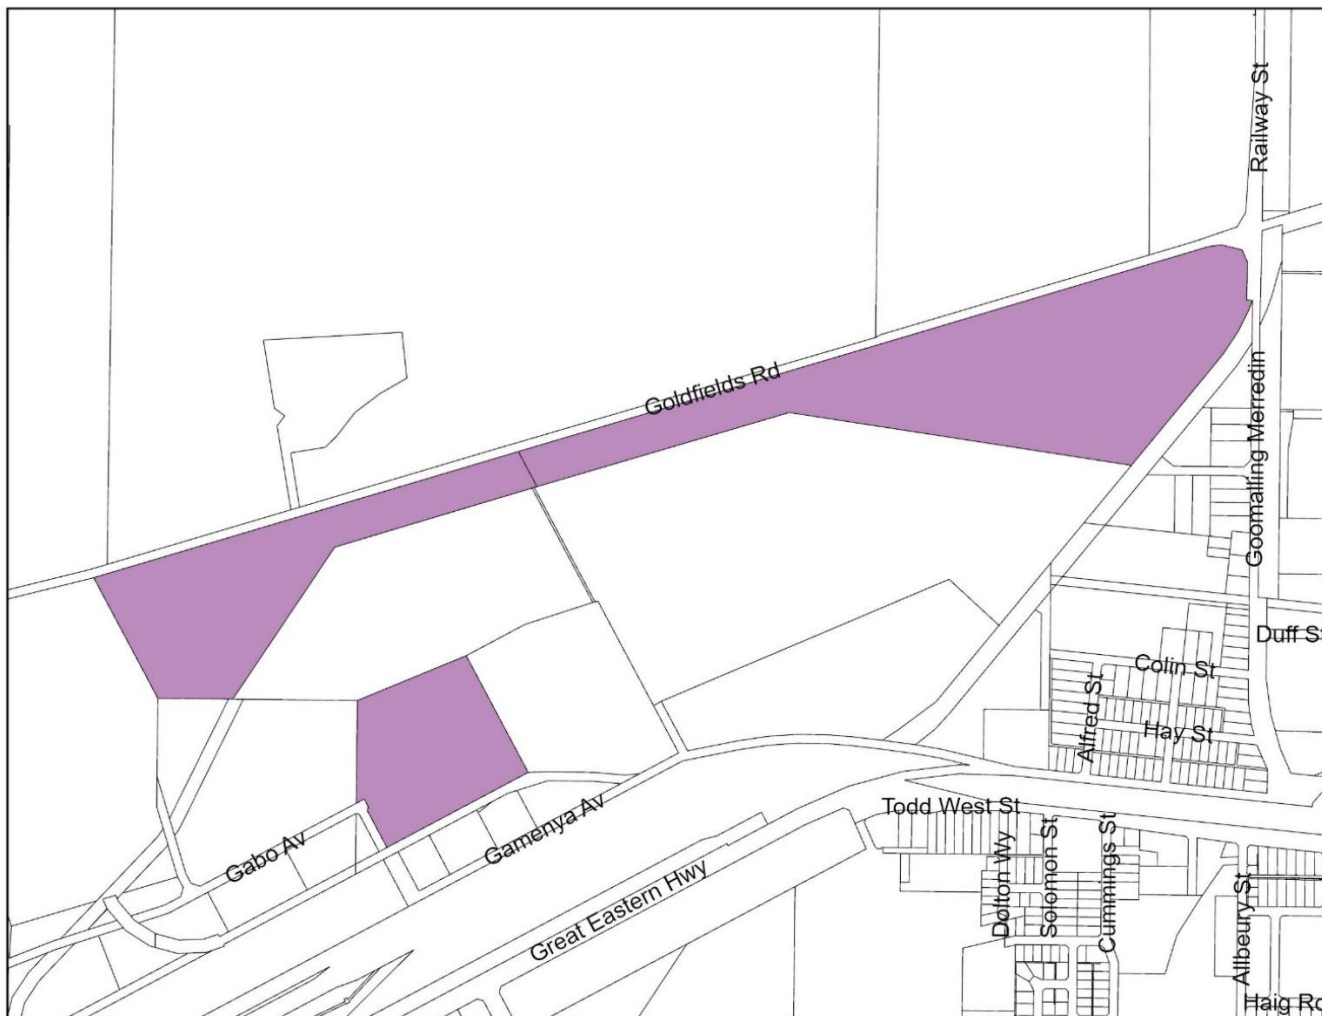 Railway St
Goldfields Rd
Goomalling Merredin
Duff St
Colin St
Alfred St
Hay St
Todd West St
Gamenya Av
Gabo Av
Great Eastern Hwy
Dolton Wy
Solomon St
Cummings St
Allbeury St
Haig Rd